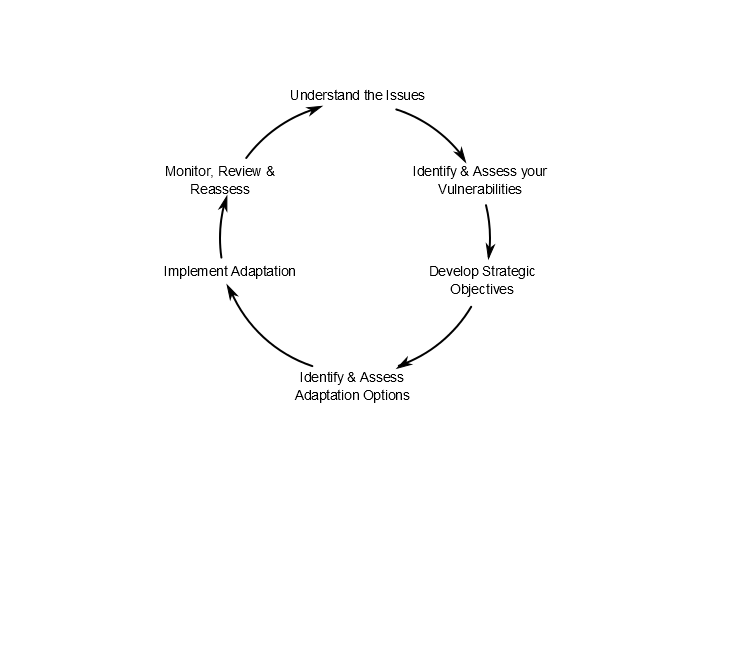 Understand the Issues
Identify & Assess your
Vulnerabilities
Develop Strategic
Objectives
Identify & Assess
Adaptation Options
Implement Adaptation
Monitor, Review &
Reassess